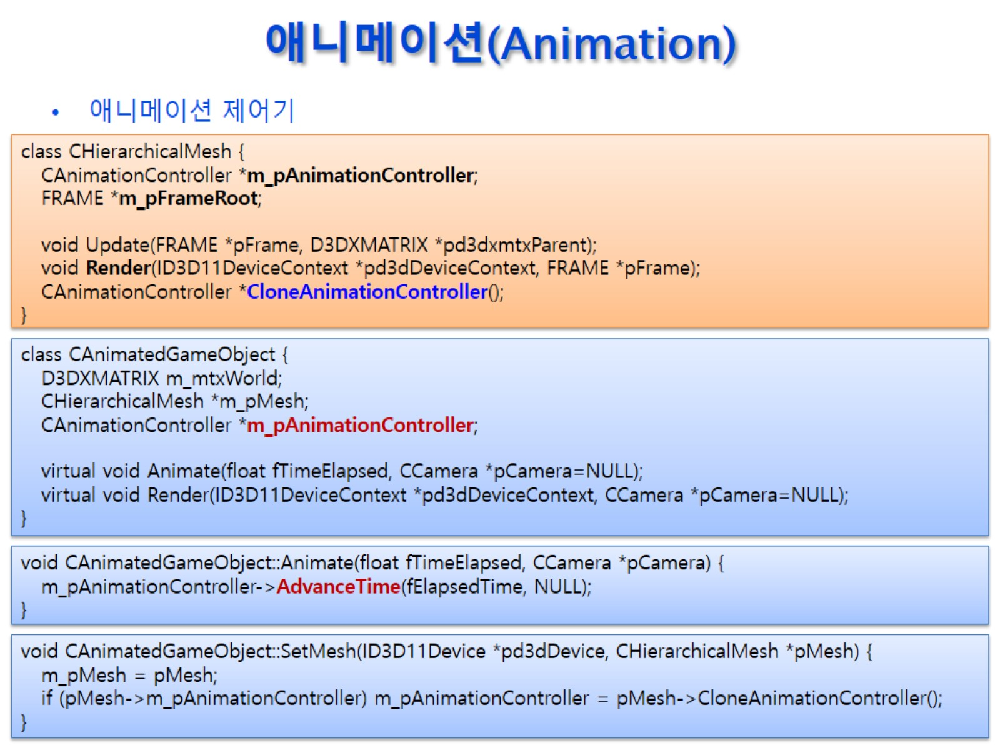 애니메이션(Animation)
• 애니메이션 제어기
class CHierarchicalMesh {
CAnimationController *m_pAnimationController;
FRAME *m_pFrameRoot;
void Update(FRAME *pFrame, D3DXMATRIX *pd3dxmtxParent);
void Render(ID3D11DeviceContext *pd3dDeviceContext, FRAME *pFrame);
CAnimationController *CloneAnimationController();
}
class CAnimatedGameObject {
D3DXMATRIX m_mtxWorld;
CHierarchicalMesh *m_pMesh;
CAnimationController *m_pAnimationController;
virtual void Animate(float fTimeElapsed, CCamera *pCamera=NULL);
virtual void Render(ID3D11DeviceContext *pd3dDeviceContext, CCamera *pCamera=NULL);
}
void CAnimatedGameObject::Animate(float fTimeElapsed, CCamera *pCamera) {
m_pAnimationController->AdvanceTime(fElapsedTime, NULL);
}
void CAnimatedGameObject::SetMesh(ID3D11Device *pd3dDevice, CHierarchicalMesh *pMesh) {
m_pMesh = pMesh;
if (pMesh->m_pAnimationController) m_pAnimationController = pMesh->CloneAnimationController();
}